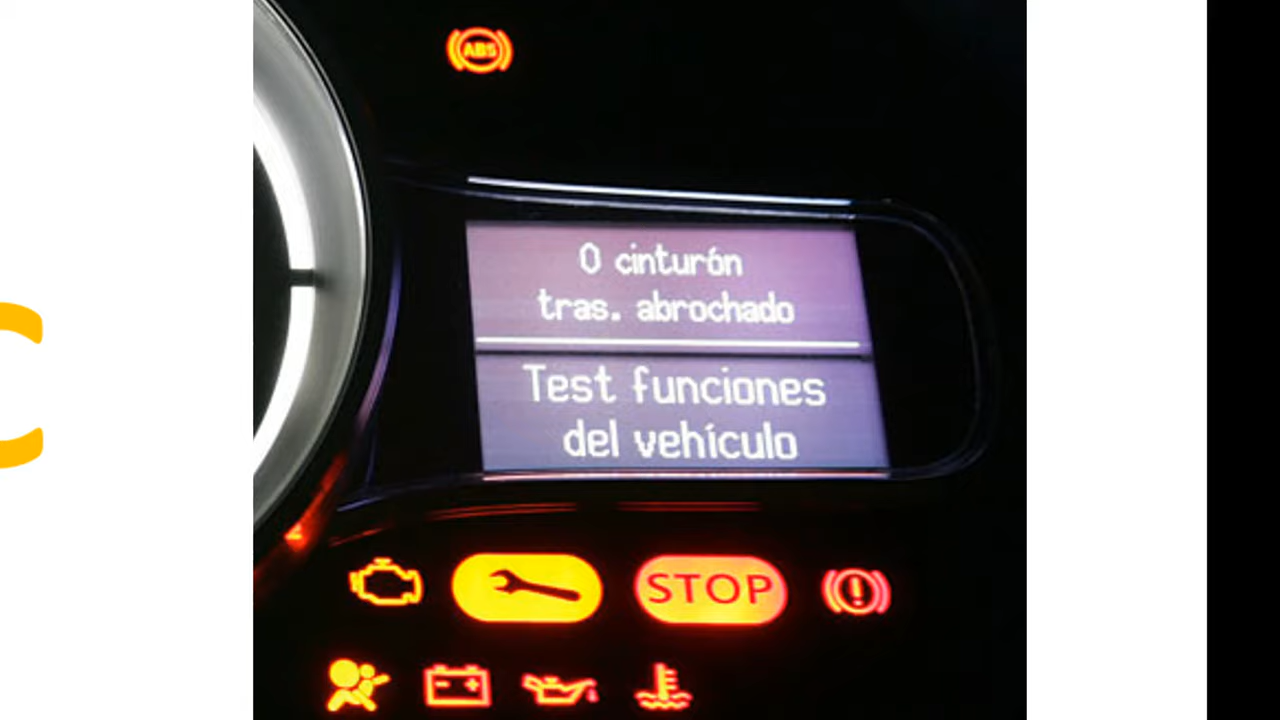 ABS
0 cinturón
tras. abrochado
Test funciones
del vehículo
STOP